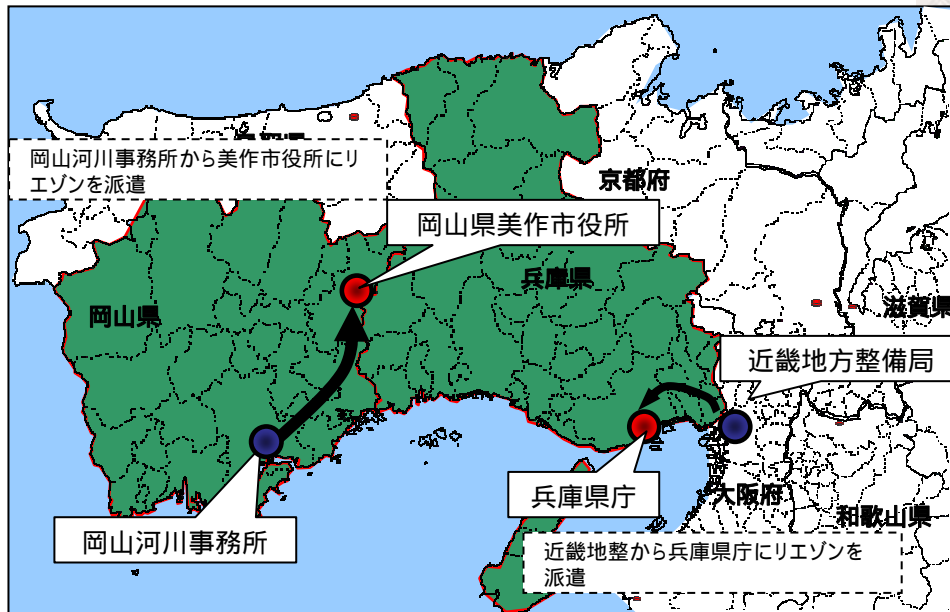 岡山河川事務所から美作市役所にリ
エゾンを派遣
京都府
岡山県美作市役所
兵庫県
岡山県
滋賀県
近畿地方整備局
兵庫県庁
大阪府
和歌山県
岡山河川事務所
近畿地整から兵庫県庁にリエゾンを
派遣